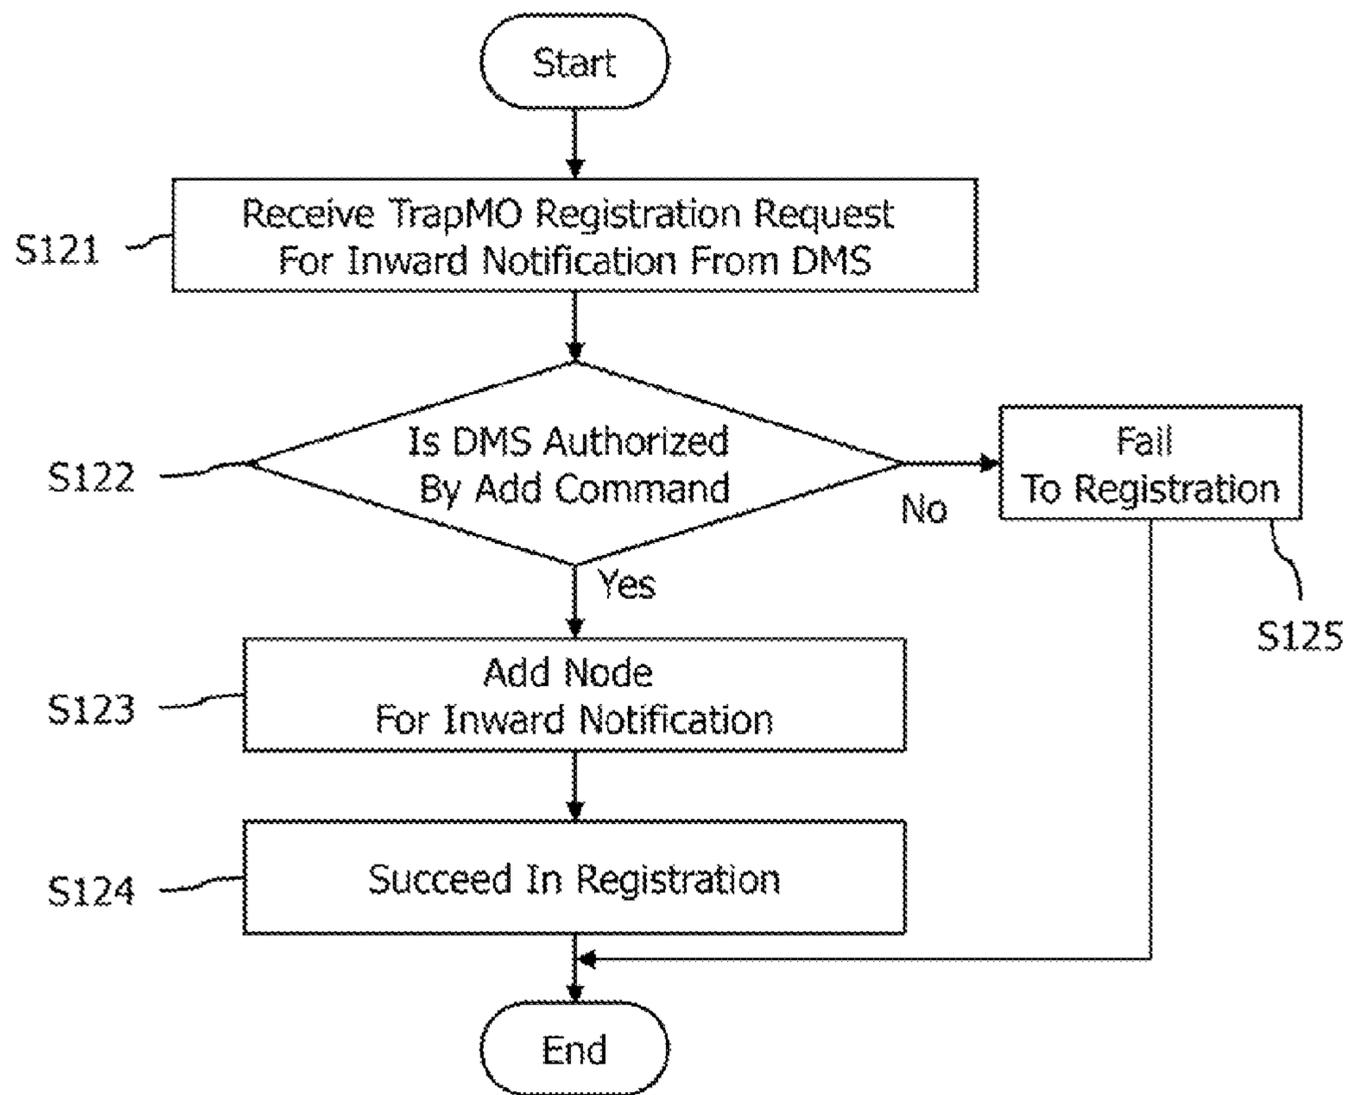 Start
S121
Receive TrapMO Registration Request
For Inward Notification From DMS
S122
Is DMS Authorized
By Add Command
No
Fail
To Registration
S125
Yes
S123
Add Node
For Inward Notification
S124
Succeed In Registration
End